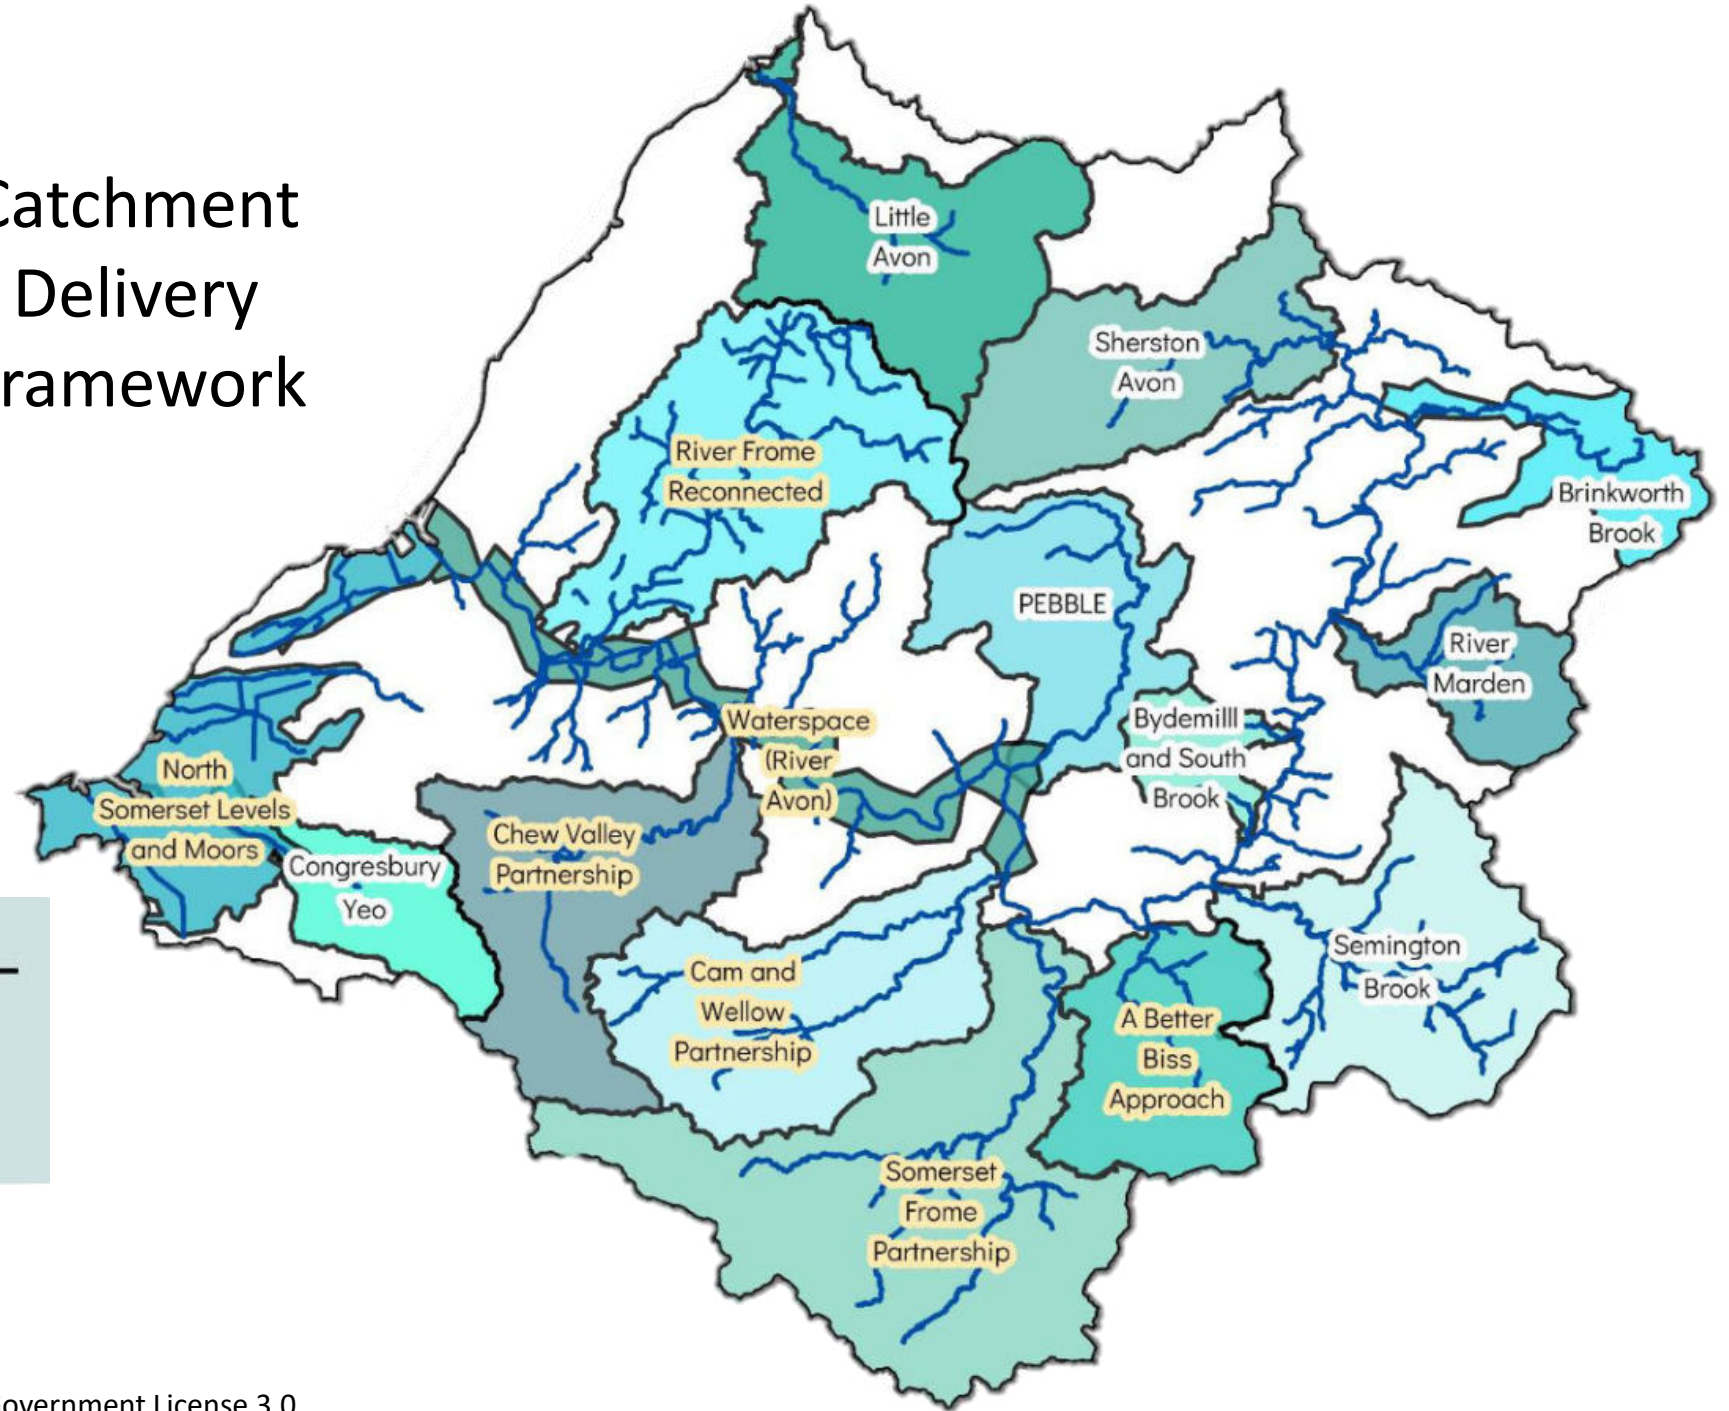 Catchment
Delivery
ramework
Little
Avon
Sherston
Avon
River Frome
Reconnected
Brinkworth
Brook
PEBBLE
River
Marden
Waterspace
(River
Avon)
Bydemilll
and South
Brook
North
Somerset Levels
and Moors
Chew Valley
Partnership
Congresbury
Yeo
Semington
Brook
Cam and
Wellow
Partnership
A Better
Biss
Approach
Somerset
Frome
Partnership
overnment License 3.0